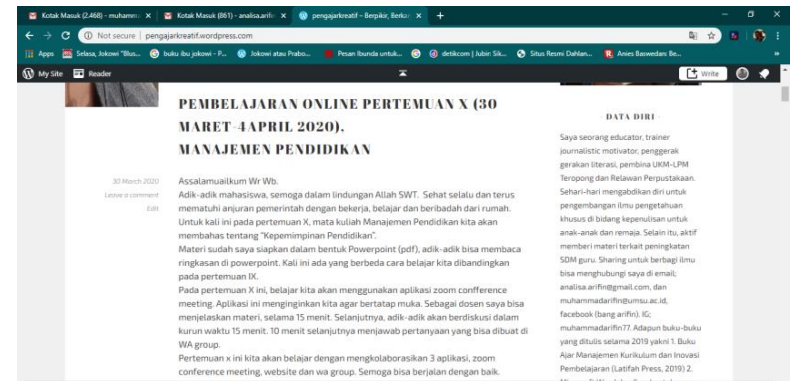 Kotak Masuk (2.468) - muhamm
Kotak Masuk (861) - analisa.arifin
pengajarkreatif – Berpikir, Berkar
Not secure | pengajarkreatif.wordpress.com
Apps
Selasa, Jokowi "Blus...
buku ibu jokowi - P...
Jokowi atau Prabo...
Pesan Ibunda untuk...
detikcom | Jubir: Sik...
Situs Resmi Dahlan...
Anies Baswedan: Be...
My Site
Reader
Write
PEMBELAJARAN ONLINE PERTEMUAN X (30
MARET-4APRIL 2020).
MANAJEMEN PENDIDIKAN
30 March 2020
Leave a comment
Edit
Assalamuailkum Wr Wb.
Adik-adik mahasiswa, semoga dalam lindungan Allah SWT. Sehat selalu dan terus
mematuhi anjuran pemerintah dengan bekerja, belajar dan beribadah dari rumah.
Untuk kali ini pada pertemuan X, mata kuliah Manajemen Pendidikan kita akan
membahas tentang "Kepemimpinan Pendidikan".
Materi sudah saya siapkan dalam bentuk Powerpoint (pdf), adik-adik bisa membaca
ringkasan di powerpoint. Kali ini ada yang berbeda cara belajar kita dibandingkan
pada pertemuan IX.
Pada pertemuan X ini, belajar kita akan menggunakan aplikasi zoom confference
meeting. Aplikasi ini menginginkan kita agar bertatap muka. Sebagai dosen saya bisa
menjelaskan materi, selama 15 menit. Selanjutnya, adik-adik akan berdiskusi dalam
kurun waktu 15 menit. 10 menit selanjutnya menjawab pertanyaan yang bisa dibuat di
WA group.
Pertemuan x ini kita akan belajar dengan mengkolaborasikan 3 aplikasi, zoom
conference meeting, website dan wa group. Semoga bisa berjalan dengan baik.
DATA DIRI
Saya seorang educator, trainer
journalistic motivator, penggerak
gerakan literasi, pembina UKM-LPM
Teropong dan Relawan Perpustakaan.
Sehari-hari mengabdikan diri untuk
pengembangan ilmu pengetahuan
khusus di bidang kepenulisan untuk
anak-anak dan remaja. Selain itu, aktif
memberi materi terkait peningkatan
SDM guru. Sharing untuk berbagi ilmu
bisa menghubungi saya di email;
analisa.arifin@gmail.com, dan
muhammadarifin@umsu.ac.id,
facebook (bang arifin). IG;
muhammadarifin77. Adapun buku-buku
yang ditulis selama 2019 yakni 1. Buku
Ajar Manajemen Kurikulum dan Inovasi
Pembelajaran (Latifah Press, 2019) 2.